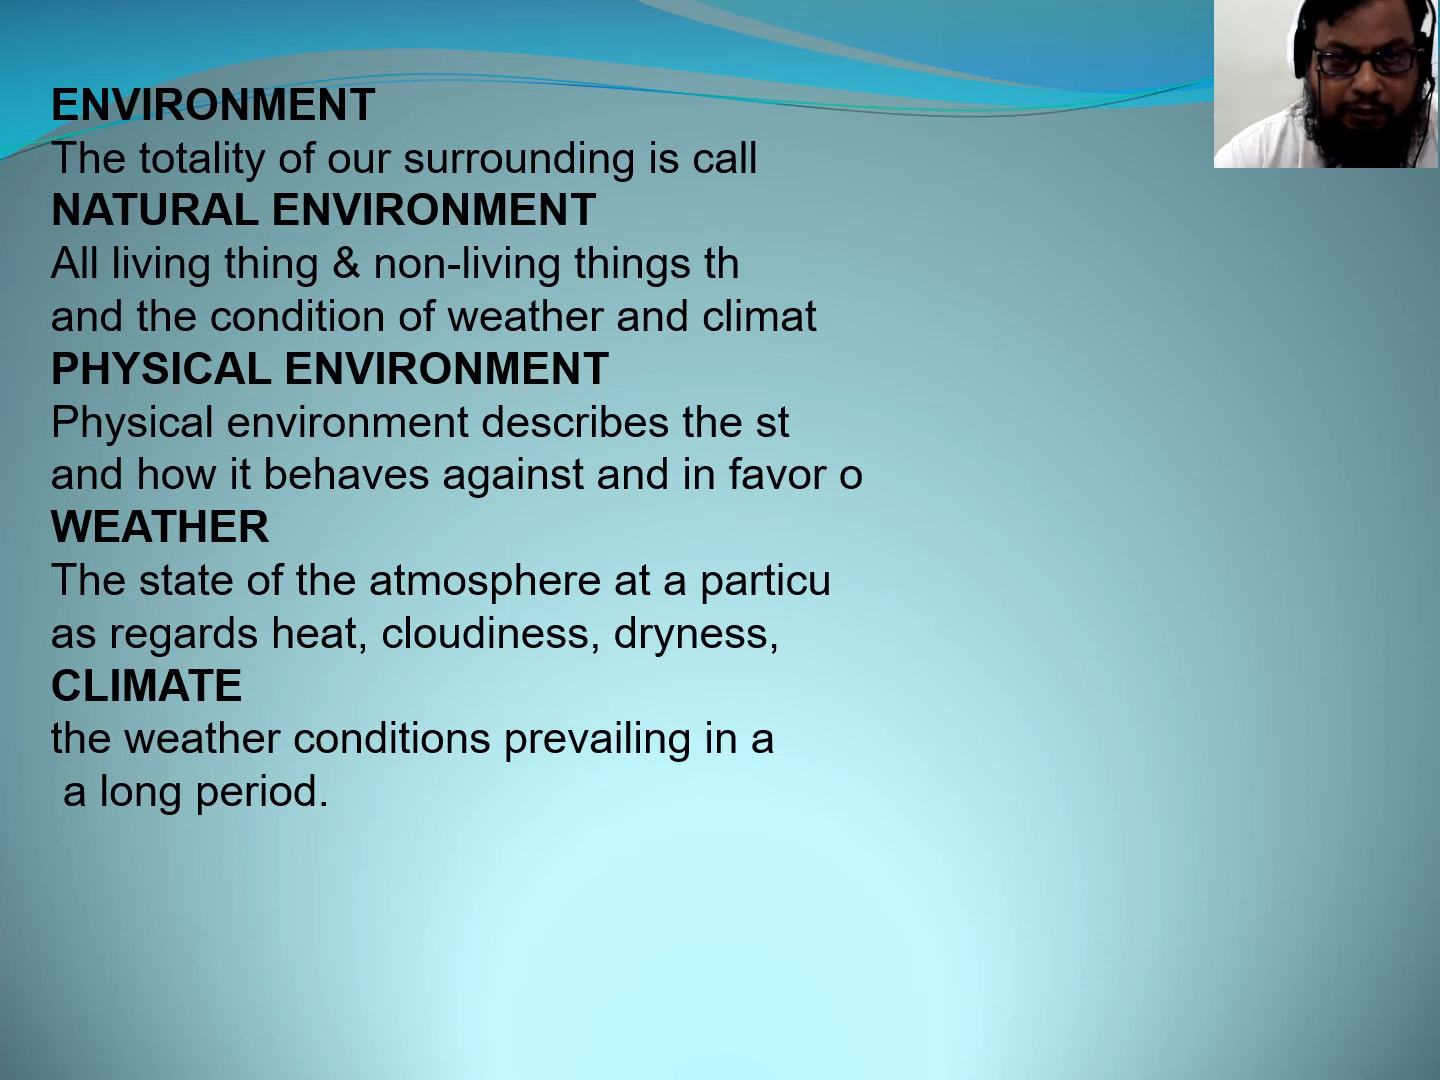 ENVIRONMENT
The totality of our surrounding is call
NATURAL ENVIRONMENT
All living thing & non-living things th
and the condition of weather and climat
PHYSICAL ENVIRONMENT
Physical environment describes the st
and how it behaves against and in favor o
WEATHER
The state of the atmosphere at a particu
as regards heat, cloudiness, dryness,
CLIMATE
the weather conditions prevailing in a
a long period.